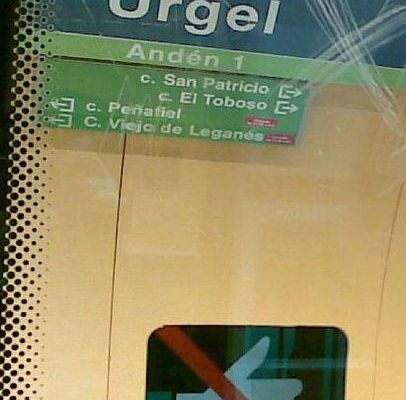 Urgel
Andén 1
c. San Patricio
c. El Toboso
c. Peñafiel
C. Viejo de Leganés